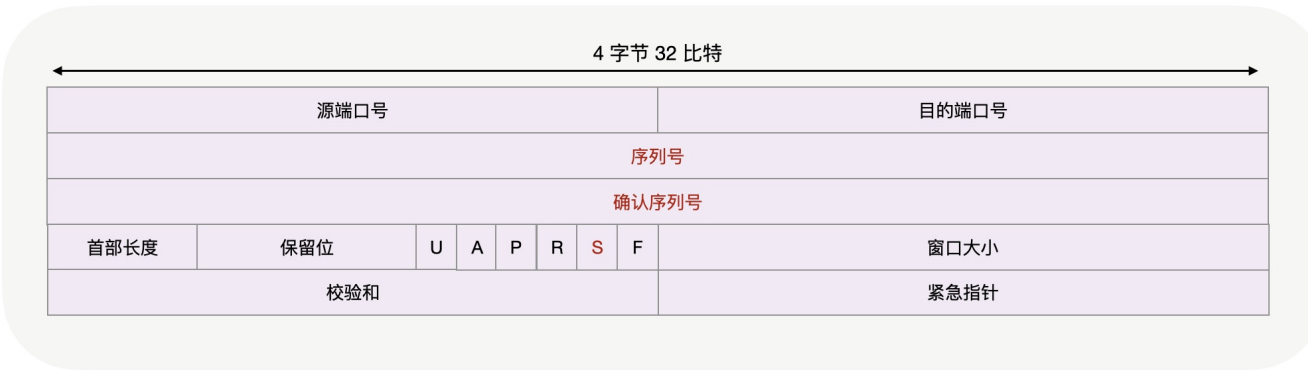 4 字节 32 比特
源端口号 目的端口号
序列号
确认序列号
首部长度 保留位 U A P R S F 窗口大小
校验和 紧急指针